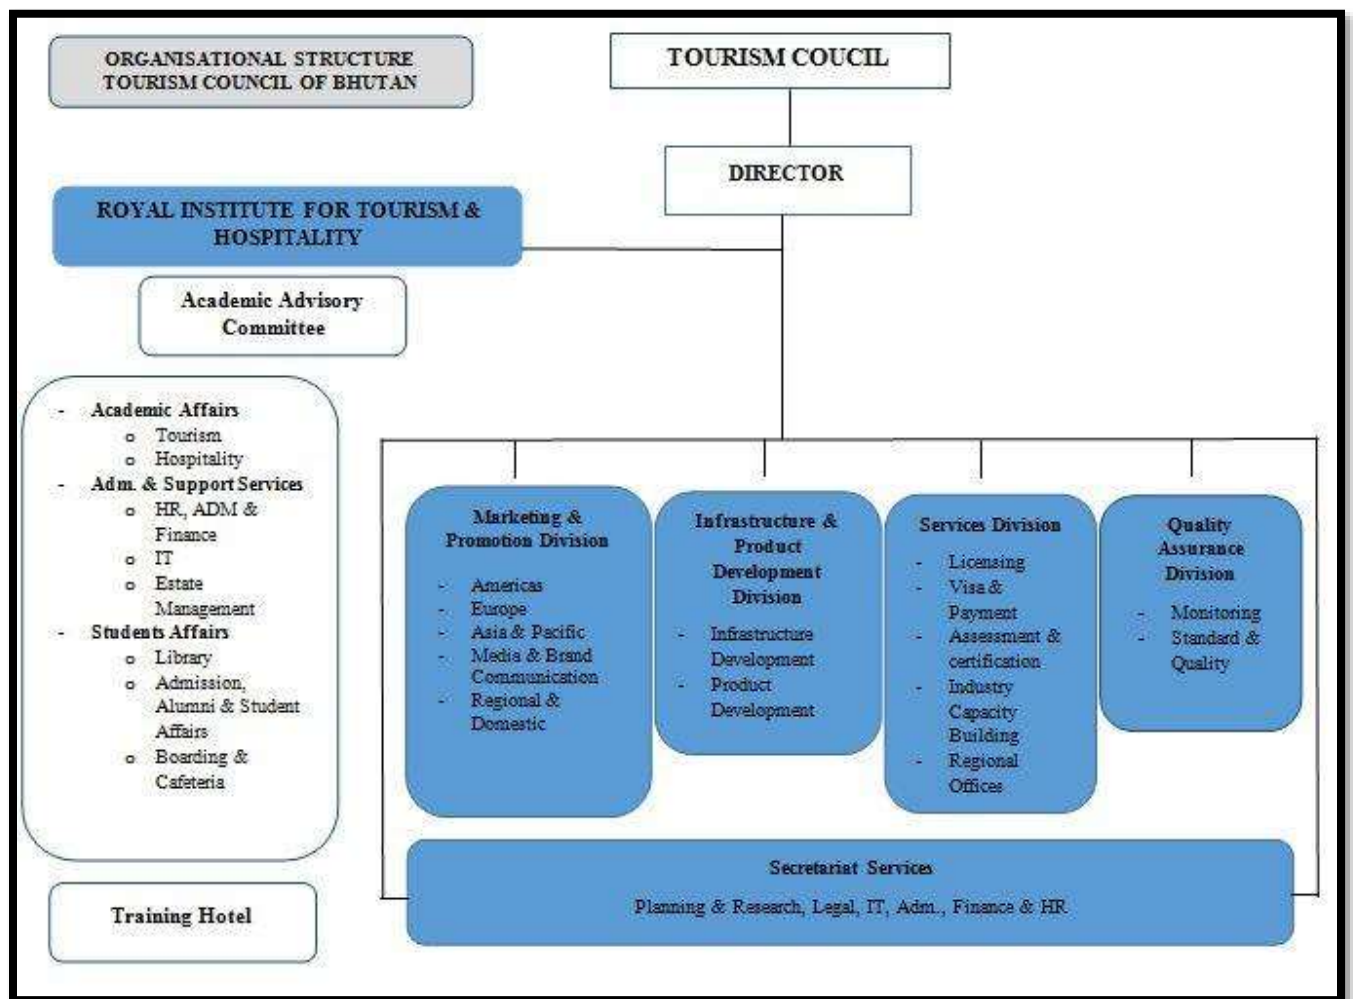 ORGANISATIONAL STRUCTURE
TOURISM COUNCIL OF BHUTAN
TOURISM COUCIL
DIRECTOR
ROYAL INSTITUTE FOR TOURISM &
HOSPITALITY
Academic Advisory
Committee
- Academic Affairs
o Tourism
o Hospitality
- Adm. & Support Services
o HR, ADM &
Finance
o IT
o Estate
Management
- Students Affairs
o Library
o Admission,
Alumni & Student
Affairs
o Boarding &
Cafeteria
Training Hotel
Marketing &
Promotion Division
- Americas
- Europe
- Asia & Pacific
- Media & Brand
Communication
- Regional &
Domestic
Infrastructure &
Product
Development
Division
- Infrastructure
Development
- Product
Development
Services Division
- Licensing
- Visa &
Payment
- Assessment &
certification
- Industry
Capacity
Building
- Regional
Offices
Quality
Assurance
Division
- Monitoring
- Standard &
Quality
Secretariat Services
Planning & Research, Legal, IT, Adm., Finance & HR